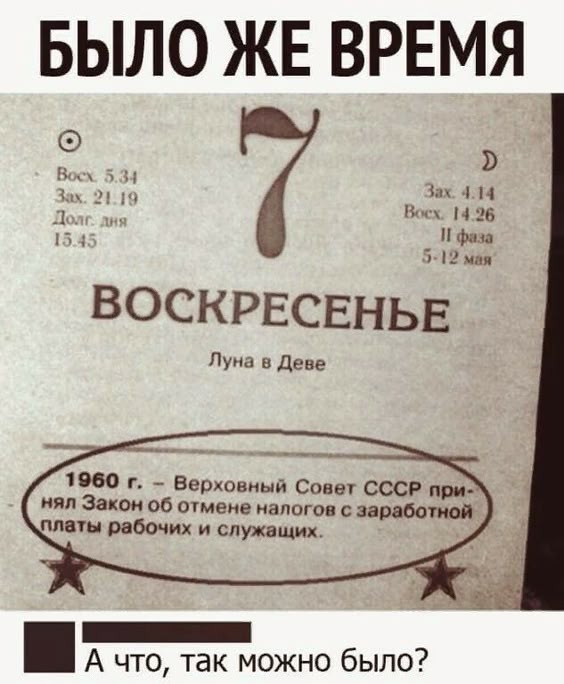 БЫЛО ЖЕ ВРЕМЯ
7
Восх. 5.34
Зах. 21.19
Долг. дня
15.45
Зах. 4.14
Восх. 14.26
II фаза
5-12 мая
ВОСКРЕСЕНЬЕ
Луна в Деве
1960 г. – Верховный Совет СССР при-
нял Закон об отмене налогов с заработной
платы рабочих и служащих.
А что, так можно было?